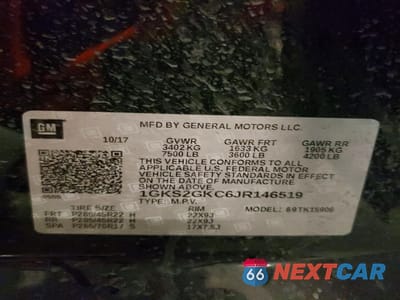 GM
MFD BY GENERAL MOTORS LLC.
10/17 GVWR GAWR FRT GAWR RR
3402 KG 1633 KG 1905 KG
7500 LB 3600 LB 4200 LB
THIS VEHICLE CONFORMS TO ALL
APPLICABLE U.S. FEDERAL MOTOR
VEHICLE SAFETY STANDARDS IN
EFFECT ON THE DATE OF
MANUFACTURE SHOWN ABOVE.
1GKS2GKC6JR146519
TYPE: M.P.V. MODEL:
TIRE SIZE RIM
FRT P285/45R22 H 22X9J
RR P285/45R22 H 22X9J
SPA 17X7.5J
66 NEXTCAR